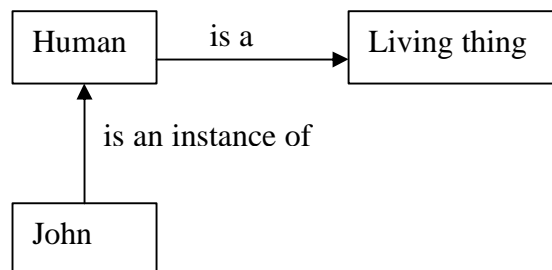 Human
is a
Living thing
is an instance of
John